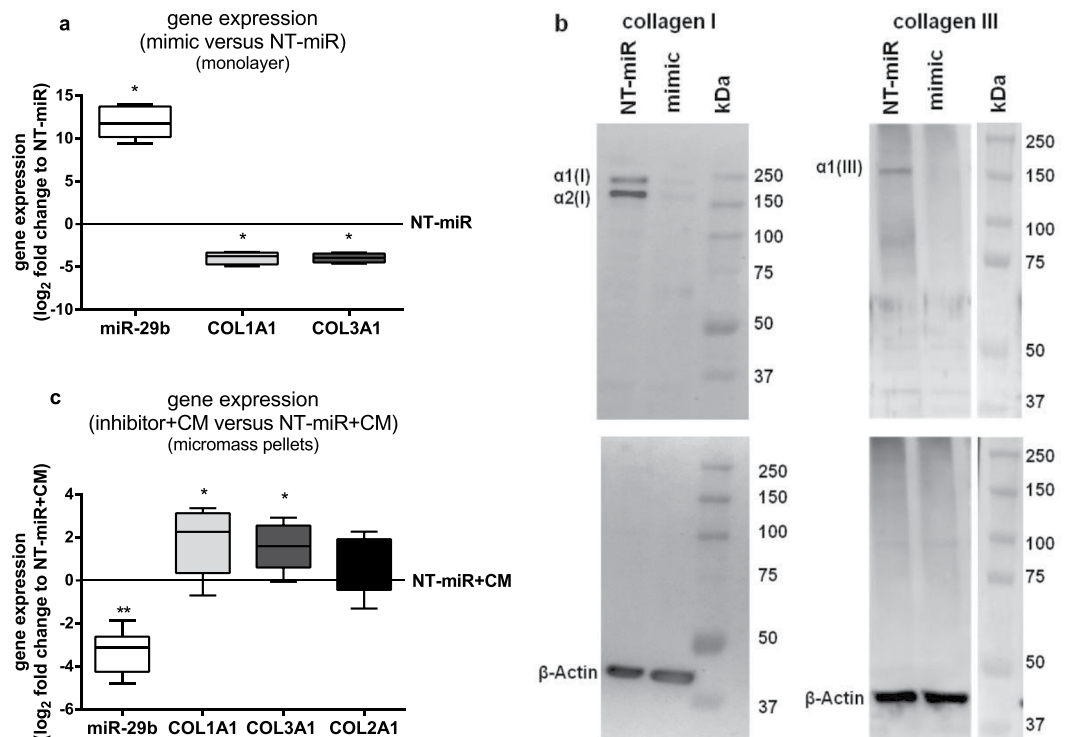 a
gene expression
(mimic versus NT-miR)
(monolayer)
gene expression
(log2 fold change to NT-miR)
15
10
5
0
-5
-10
*
*
*
NT-miR
miR-29b
COL1A1
COL3A1
b
collagen I
NT-miR
mimic
kDa
α1(I)
α2(I)
250
150
100
75
50
37
β-Actin
250
150
100
75
50
37
collagen III
NT-miR
mimic
kDa
α1(III)
250
150
100
75
50
37
β-Actin
250
150
100
75
50
37
c
gene expression
(inhibitor+CM versus NT-miR+CM)
(micromass pellets)
gene expression
(log2 fold change to NT-miR+CM)
4
2
0
-2
-4
-6
**
*
*
NT-miR+CM
miR-29b
COL1A1
COL3A1
COL2A1